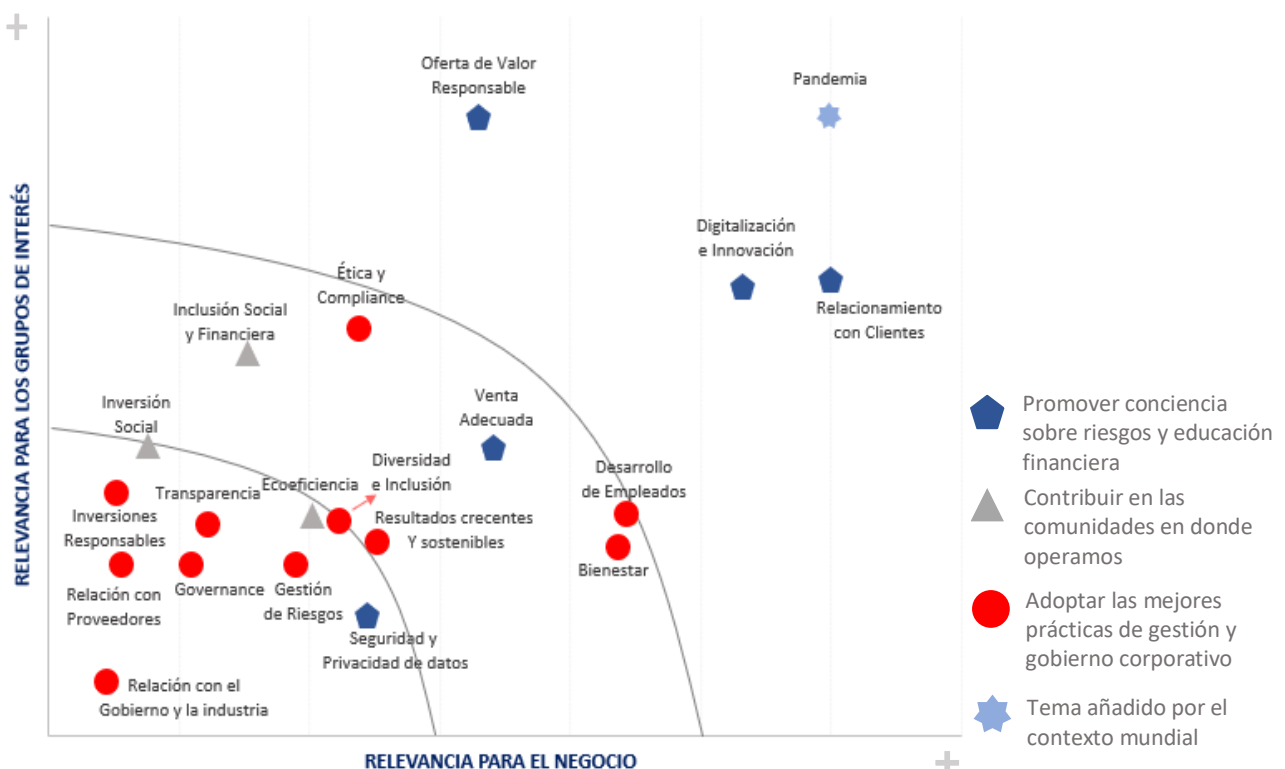 +
Oferta de Valor
Responsable
Pandemia
Digitalización
e Innovación
Relacionamiento
con Clientes
Ética y
Compliance
Inclusión Social
y Financiera
Venta
Adecuada
Inversión
Social
Diversidad
e Inclusión
Ecoeficiencia
Desarrollo
de Empleados
Transparencia
Inversiones
Responsables
Resultados crecentes
Y sostenibles
Bienestar
Relación con
Proveedores
Governance
Gestión
de Riesgos
Seguridad y
Privacidad de datos
Relación con el
Gobierno y la industria
RELEVANCIA PARA LOS GRUPOS DE INTERÉS
RELEVANCIA PARA EL NEGOCIO
+
Promover conciencia
sobre riesgos y educación
financiera
Contribuir en las
comunidades en donde
operamos
Adoptar las mejores
prácticas de gestión y
gobierno corporativo
Tema añadido por el
contexto mundial